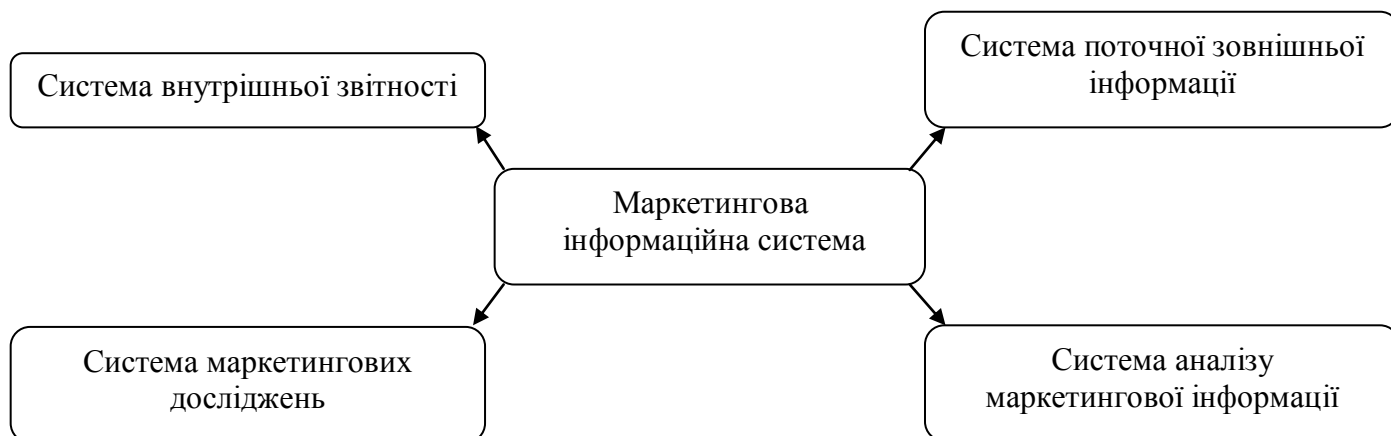 Система внутрішньої звітності
Система поточної зовнішньої
інформації
Маркетингова
інформаційна система
Система маркетингових
досліджень
Система аналізу
маркетингової інформації